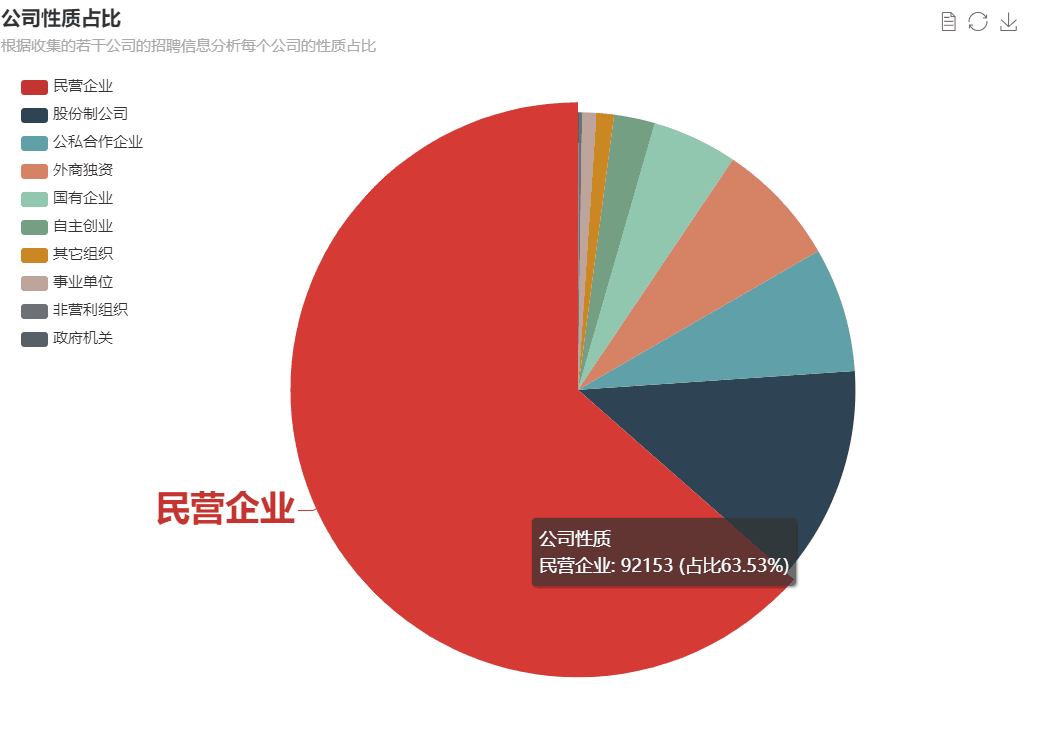 公司性质占比
根据收集的若干公司的招聘信息分析每个公司的性质占比
民营企业
股份制公司
公私合作企业
外商独资
国有企业
自主创业
其它组织
事业单位
非营利组织
政府机关
民营企业
公司性质
民营企业: 92153 (占比63.53%)